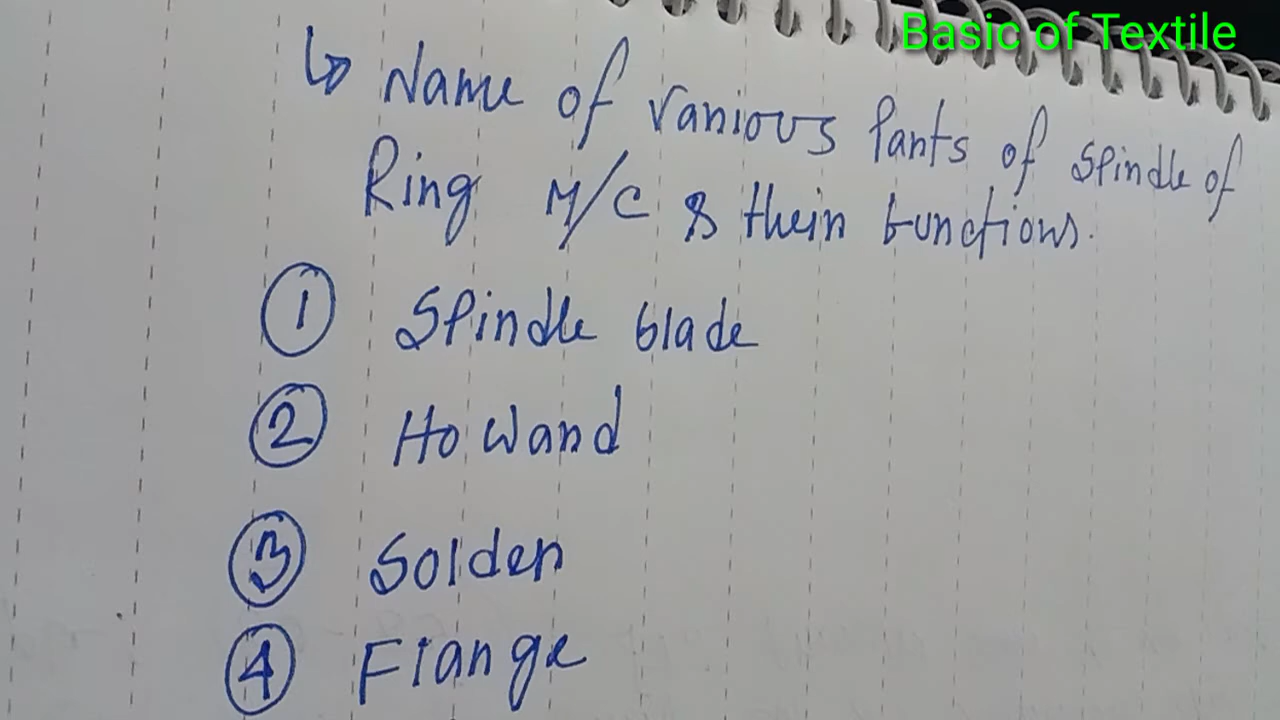 Basic of Textile
↳ Name of various Parts of Spindle of
Ring M/C & their functions.
① Spindle blade
② Howard
③ Solder
④ Flange